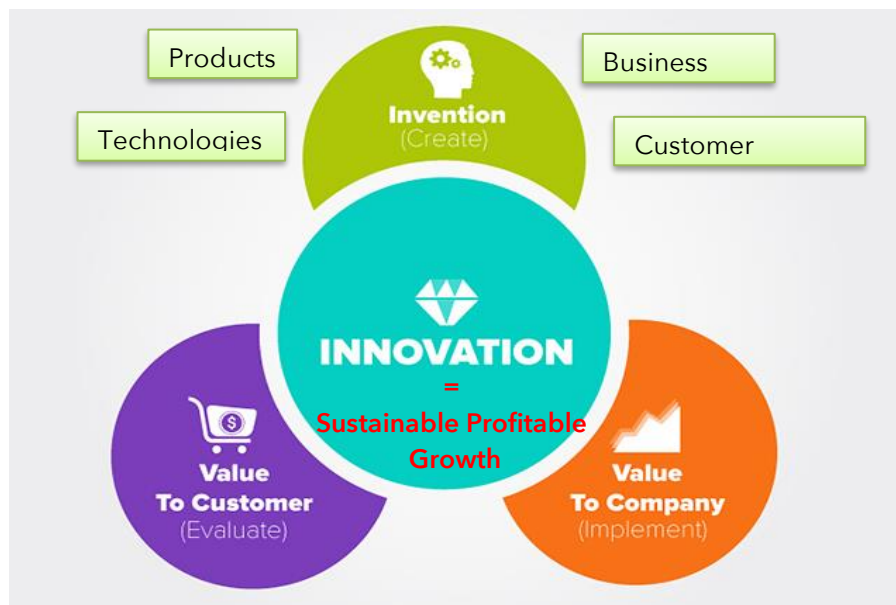 Products
Business
Technologies
Customer
Invention
(Create)
INNOVATION
=
Sustainable Profitable
Growth
$
Value
To Customer
(Evaluate)
Value
To Company
(Implement)